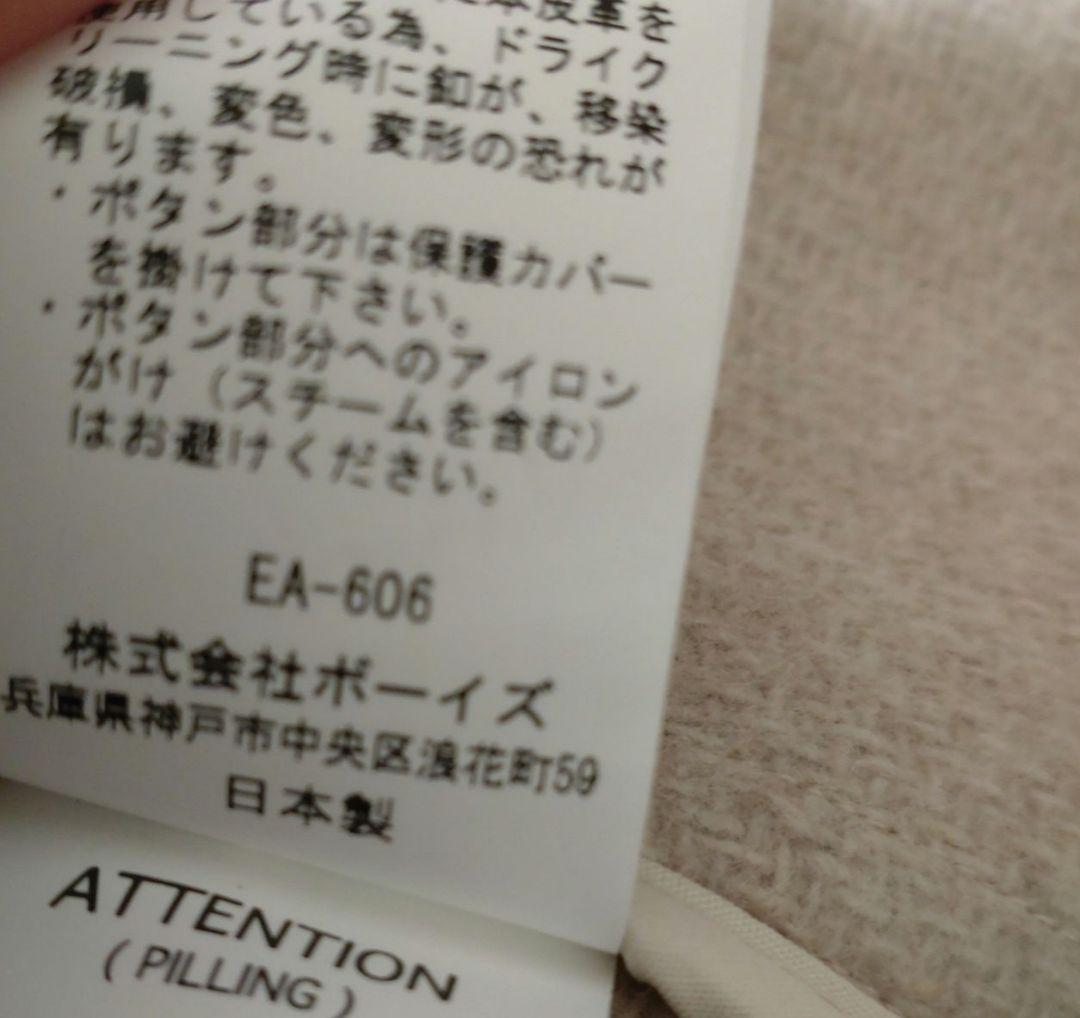 本皮革を
使用している為、ドライク
リーニング時に釦が、移染
破損、変色、変形の恐れが
有ります。
・ボタン部分は保護カバー
を掛けて下さい。
・ボタン部分へのアイロン
がけ（スチームを含む）
はお避けください。
EA-606
株式会社ボーイズ
兵庫県神戸市中央区浪花町59
日本製
ATTENTION
( PILLING )